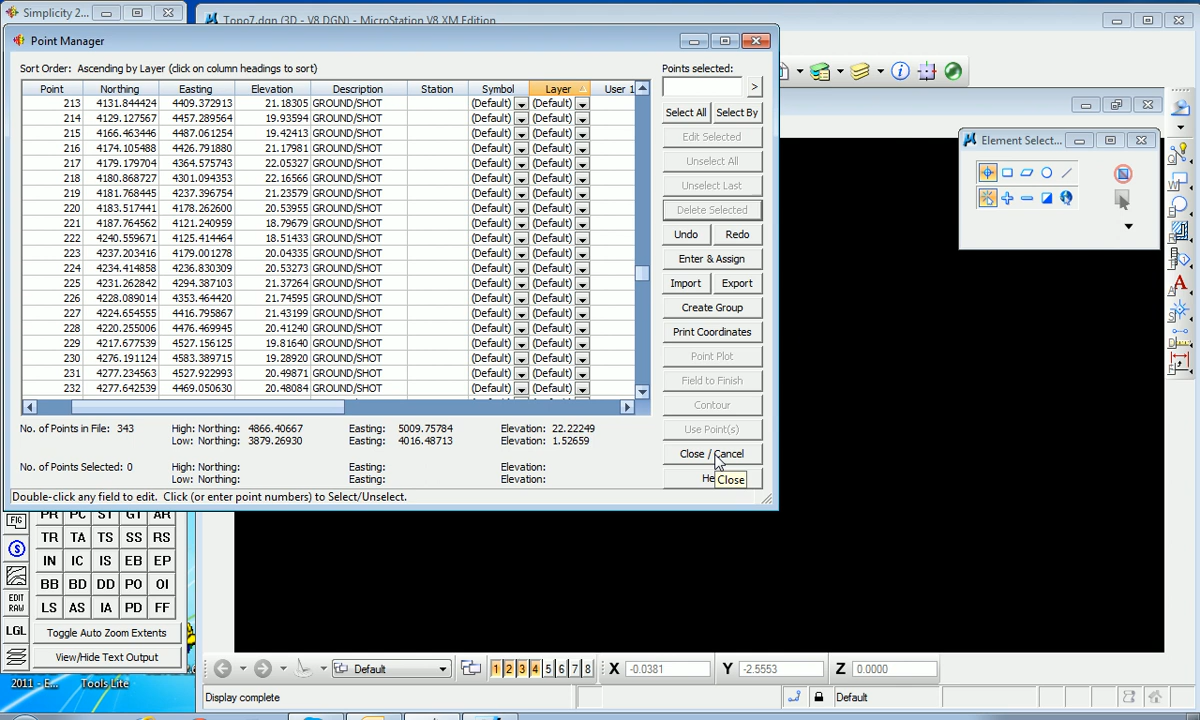 Simplicity 2...
Topo7.dgn (3D - V8 DGN) - MicroStation V8 XM Edition
Point Manager
Sort Order: Ascending by Layer (click on column headings to sort)
Points selected:
Point Northing Easting Elevation Description Station Symbol Layer User 1
213 4131.844424 4409.372913 21.18305 GROUND/SHOT (Default) (Default)
214 4129.127567 4457.289564 19.93594 GROUND/SHOT (Default) (Default)
215 4166.463446 4487.061254 19.42413 GROUND/SHOT (Default) (Default)
216 4174.105488 4426.791880 21.17981 GROUND/SHOT (Default) (Default)
217 4179.179704 4364.575743 22.05327 GROUND/SHOT (Default) (Default)
218 4180.868727 4301.094353 22.16566 GROUND/SHOT (Default) (Default)
219 4181.768445 4237.396754 21.23579 GROUND/SHOT (Default) (Default)
220 4183.517441 4178.262600 20.53955 GROUND/SHOT (Default) (Default)
221 4187.764562 4121.240959 18.79679 GROUND/SHOT (Default) (Default)
222 4240.559671 4125.414464 18.51433 GROUND/SHOT (Default) (Default)
223 4237.203416 4179.001278 20.04335 GROUND/SHOT (Default) (Default)
224 4234.414858 4236.830309 20.53273 GROUND/SHOT (Default) (Default)
225 4231.262842 4294.387103 21.37264 GROUND/SHOT (Default) (Default)
226 4228.089014 4353.464420 21.74595 GROUND/SHOT (Default) (Default)
227 4224.654555 4416.795867 21.43199 GROUND/SHOT (Default) (Default)
228 4220.255006 4476.469945 20.41240 GROUND/SHOT (Default) (Default)
229 4217.677539 4527.156125 19.81640 GROUND/SHOT (Default) (Default)
230 4276.191124 4583.389715 19.28920 GROUND/SHOT (Default) (Default)
231 4277.234563 4527.922993 20.49871 GROUND/SHOT (Default) (Default)
232 4277.642539 4469.050630 20.48084 GROUND/SHOT (Default) (Default)
>
Select All Select By
Edit Selected
Unselect All
Unselect Last
Delete Selected
Undo Redo
Enter & Assign
Import Export
Create Group
Print Coordinates
Point Plot
Field to Finish
Contour
Use Point(s)
Close / Cancel
He
Close
No. of Points in File: 343 High: Northing: 4866.40667 Easting: 5009.75784 Elevation: 22.22249
Low: Northing: 3879.26930 Easting: 4016.48713 Elevation: 1.52659
No. of Points Selected: 0 High: Northing: Easting: Elevation:
Low: Northing: Easting: Elevation:
Double-click any field to edit. Click (or enter point numbers) to Select/Unselect.
Element Select...
FIG PR PC ST GT AR
TR TA TS SS RS
IN IC IS EB EP
BB BD DD PO OI
EDIT RAW LS AS IA PD FF
LGL Toggle Auto Zoom Extents
View/Hide Text Output
2011 - E... Tools Lite
Default 1 2 3 4 5 6 7 8 X -0.0381 Y -2.5553 Z 0.0000
Display complete Default